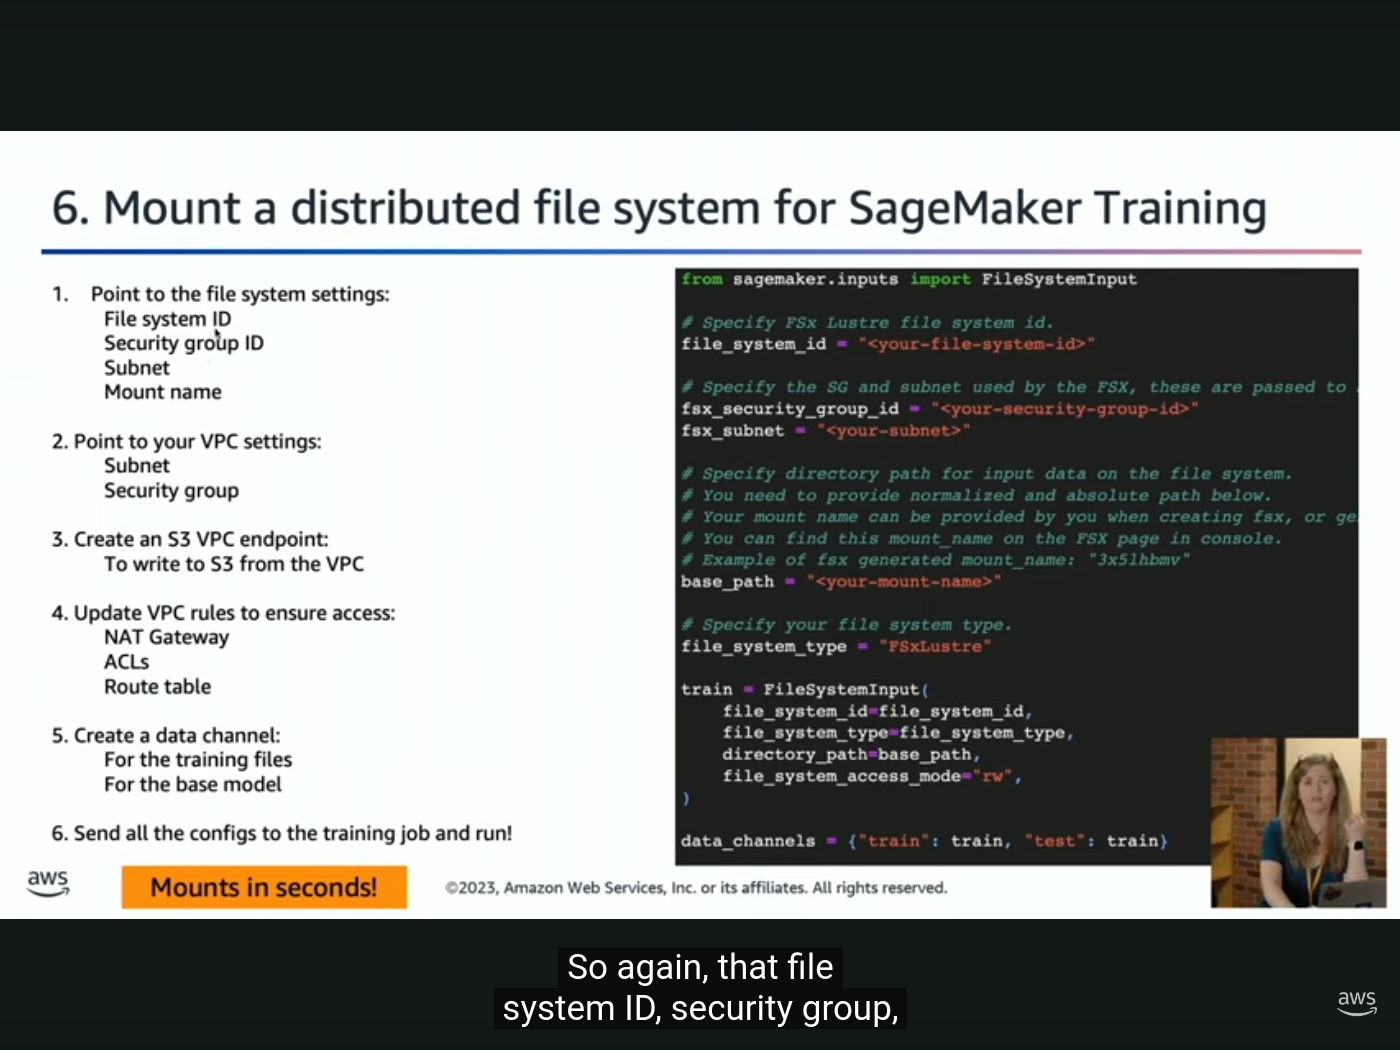 6. Mount a distributed file system for SageMaker Training
1. Point to the file system settings:
File system ID
Security group ID
Subnet
Mount name
2. Point to your VPC settings:
Subnet
Security group
3. Create an S3 VPC endpoint:
To write to S3 from the VPC
4. Update VPC rules to ensure access:
NAT Gateway
ACLs
Route table
5. Create a data channel:
For the training files
For the base model
6. Send all the configs to the training job and run!
from sagemaker.inputs import FileSystemInput
# Specify FSx Lustre file system id.
file_system_id = "<your-file-system-id>"
# Specify the SG and subnet used by the FSX, these are passed to
fsx_security_group_id = "<your-security-group-id>"
fsx_subnet = "<your-subnet>"
# Specify directory path for input data on the file system.
# You need to provide normalized and absolute path below.
# Your mount name can be provided by you when creating fsx, or ge
# You can find this mount_name on the FSX page in console.
# Example of fsx generated mount_name: "3x5lhbmv"
base_path = "<your-mount-name>"
# Specify your file system type.
file_system_type = "FSxLustre"
train = FileSystemInput(
file_system_id=file_system_id,
file_system_type=file_system_type,
directory_path=base_path,
file_system_access_mode="rw",
)
data_channels = {"train": train, "test": train}
aws
Mounts in seconds!
©2023, Amazon Web Services, Inc. or its affiliates. All rights reserved.
So again, that file
system ID, security group,
aws